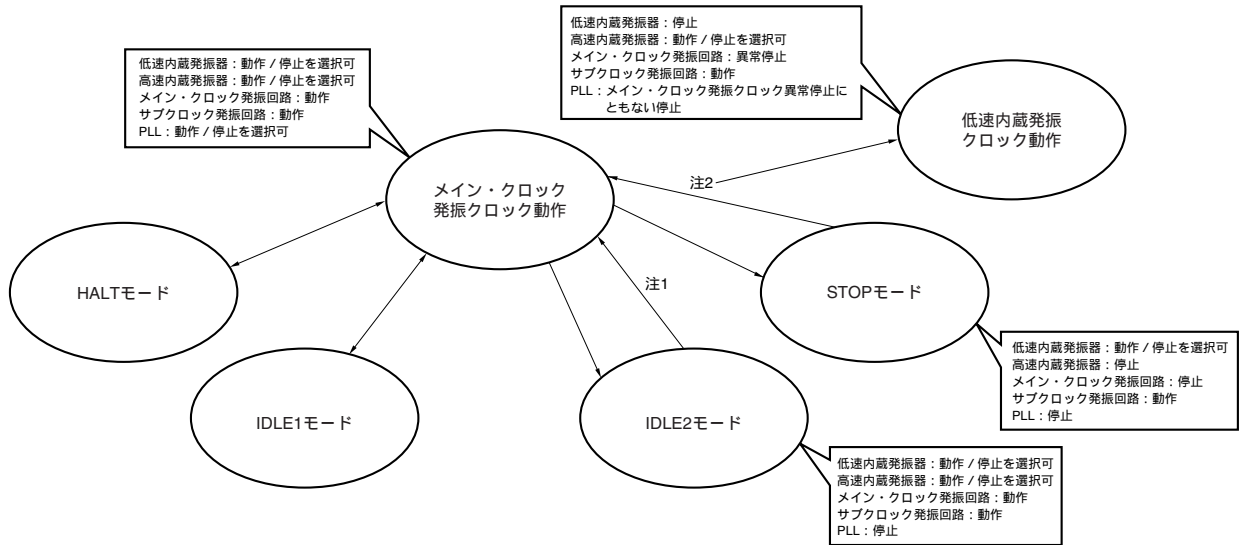 低速内蔵発振器：動作 / 停止を選択可
高速内蔵発振器：動作 / 停止を選択可
メイン・クロック発振回路：動作
サブクロック発振回路：動作
PLL：動作 / 停止を選択可
低速内蔵発振器：停止
高速内蔵発振器：動作 / 停止を選択可
メイン・クロック発振回路：異常停止
サブクロック発振回路：動作
PLL：メイン・クロック発振クロック異常停止に
ともない停止
低速内蔵発振
クロック動作
メイン・クロック
発振クロック動作
注2
HALTモード
注1
STOPモード
低速内蔵発振器：動作 / 停止を選択可
高速内蔵発振器：停止
メイン・クロック発振回路：停止
サブクロック発振回路：動作
PLL：停止
IDLE1モード
IDLE2モード
低速内蔵発振器：動作 / 停止を選択可
高速内蔵発振器：動作 / 停止を選択可
メイン・クロック発振回路：動作
サブクロック発振回路：動作
PLL：停止